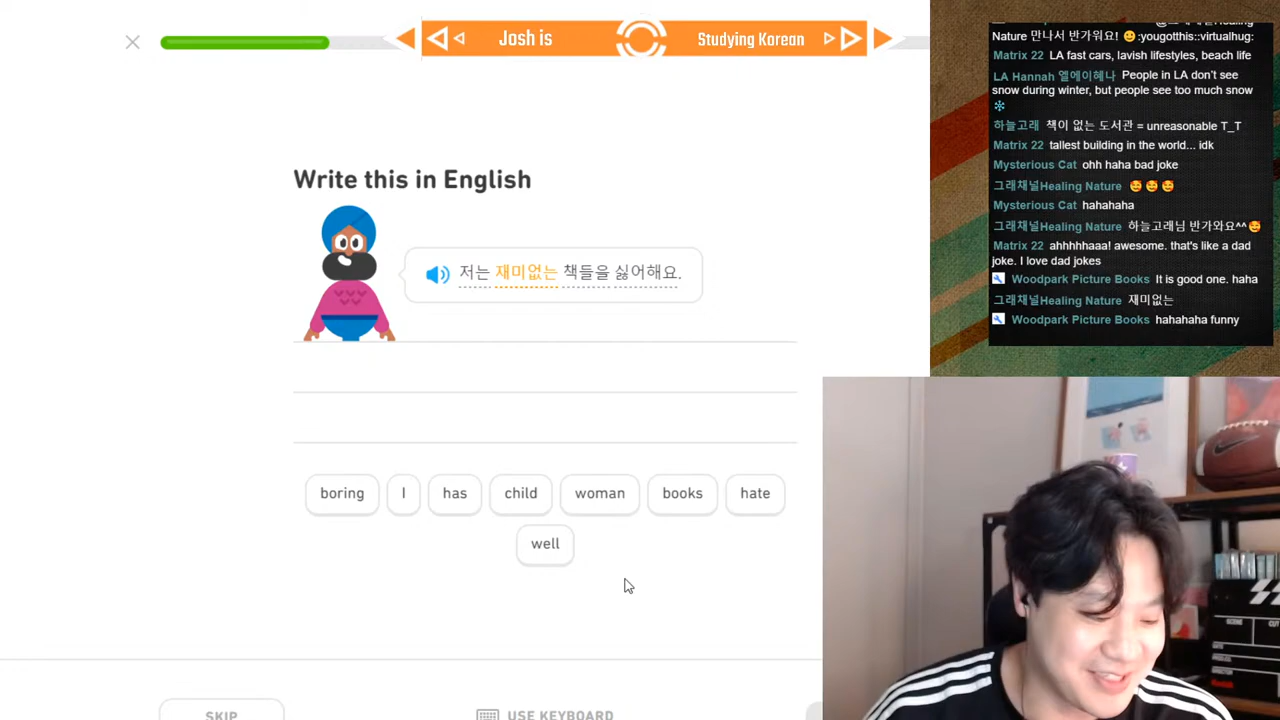 Josh is
Studying Korean
Write this in English
저는 재미없는 책들을 싫어해요.
boring
I
has
child
woman
books
hate
well
SKIP
USE KEYBOARD
Nature 만나서 반가워요! 🙂:yougotthis::virtualhug:
Matrix 22 LA fast cars, lavish lifestyles, beach life
LA Hannah 엘에이혜나 People in LA don't see
snow during winter, but people see too much snow
❄
하늘고래 책이 없는 도서관 = unreasonable T_T
Matrix 22 tallest building in the world... idk
Mysterious Cat ohh haha bad joke
그래채널Healing Nature 🥰 🥰 🥰
Mysterious Cat hahahaha
그래채널Healing Nature 하늘고래님 반가와요^^🥰
Matrix 22 ahhhhhaaa! awesome. that's like a dad
joke. I love dad jokes
Woodpark Picture Books It is good one. haha
그래채널Healing Nature 재미없는
Woodpark Picture Books hahahaha funny